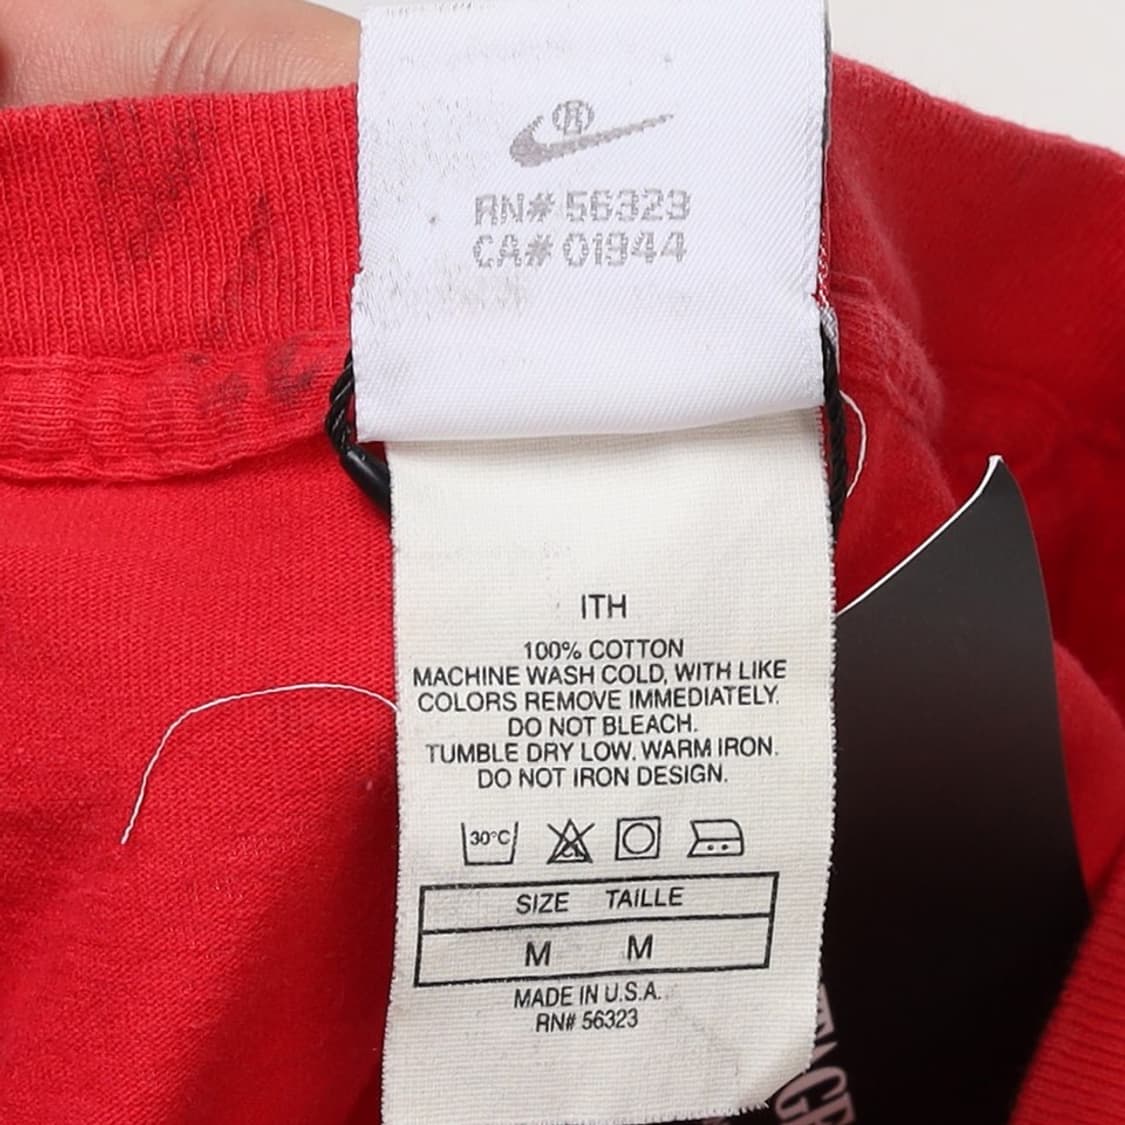 ®
RN# 56323
CA# 01944
ITH
100% COTTON
MACHINE WASH COLD, WITH LIKE
COLORS REMOVE IMMEDIATELY.
DO NOT BLEACH.
TUMBLE DRY LOW. WARM IRON.
DO NOT IRON DESIGN.
30°C CL
SIZE TAILLE
M M
MADE IN U.S.A.
RN# 56323